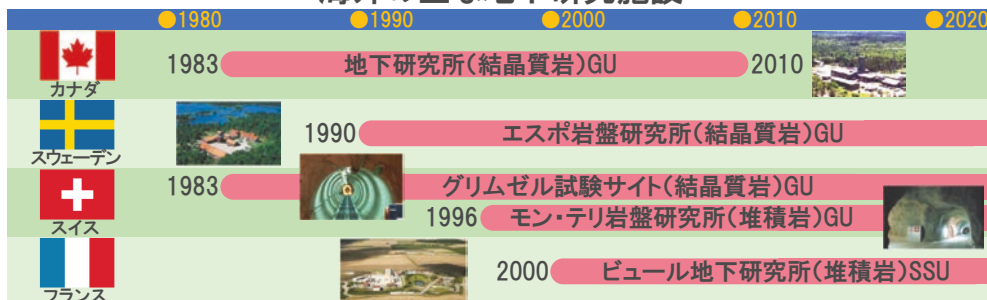 1980 1990 2000 2010 2020
カナダ
1983 地下研究所(結晶質岩)GU 2010
スウェーデン
1990 エスポ岩盤研究所(結晶質岩)GU
スイス
1983 グリムゼル試験サイト(結晶質岩)GU
1996 モン・テリ岩盤研究所(堆積岩)GU
フランス
2000 ビュール地下研究所(堆積岩)SSU